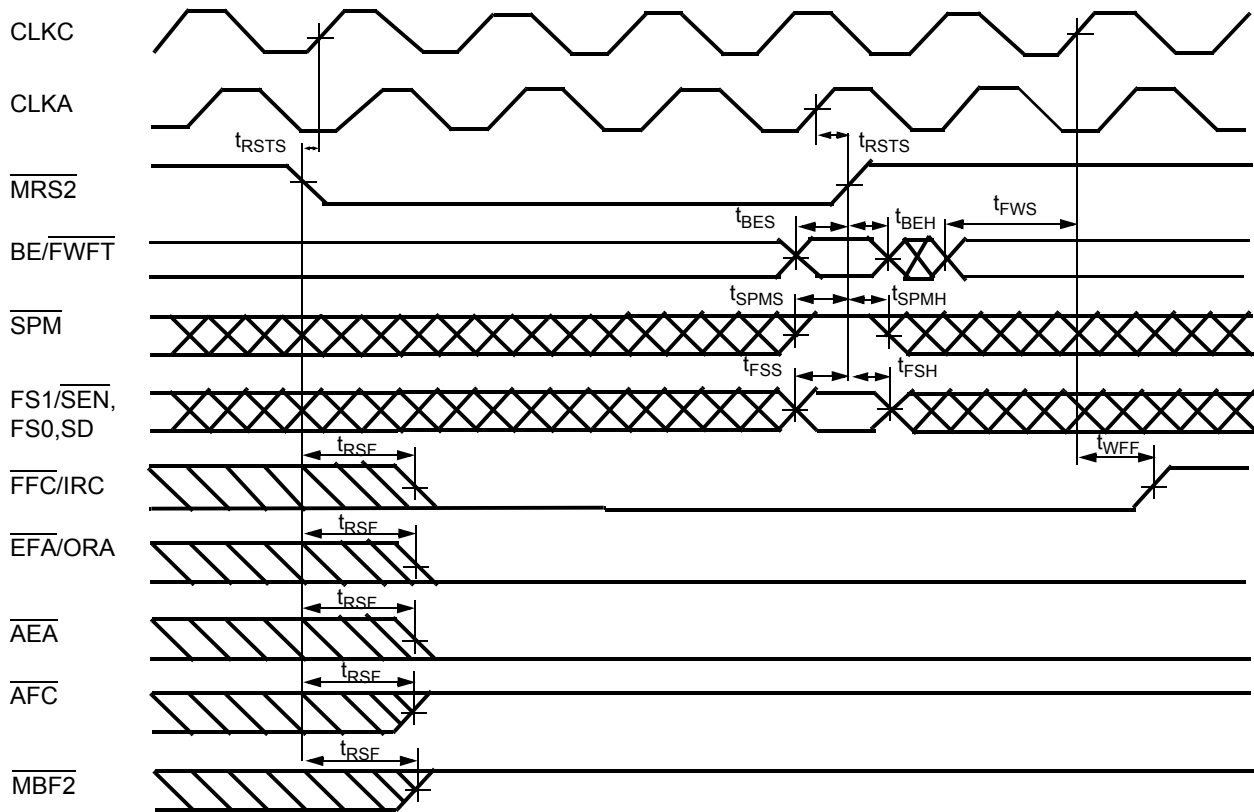 CLKC
CLKA
tRSTS
tRSTS
MRS2
tBES
tBEH
tFWS
BE/FWFT
tSPMS
tSPMH
SPM
tFSS
tFSH
FS1/SEN,
FS0,SD
tRSF
tWFF
FFC/IRC
tRSF
EFA/ORA
tRSF
AEA
tRSF
AFC
tRSF
MBF2